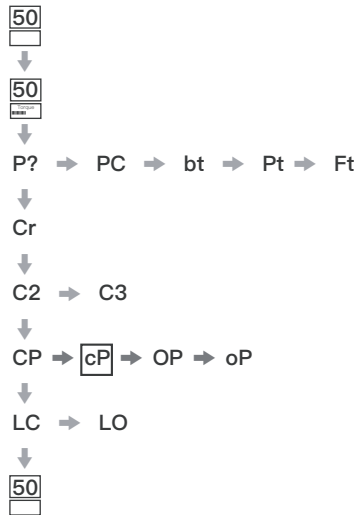 50
50
Torque
P? PC bt Pt Ft
Cr
C2 C3
CP cP OP oP
LC LO
50